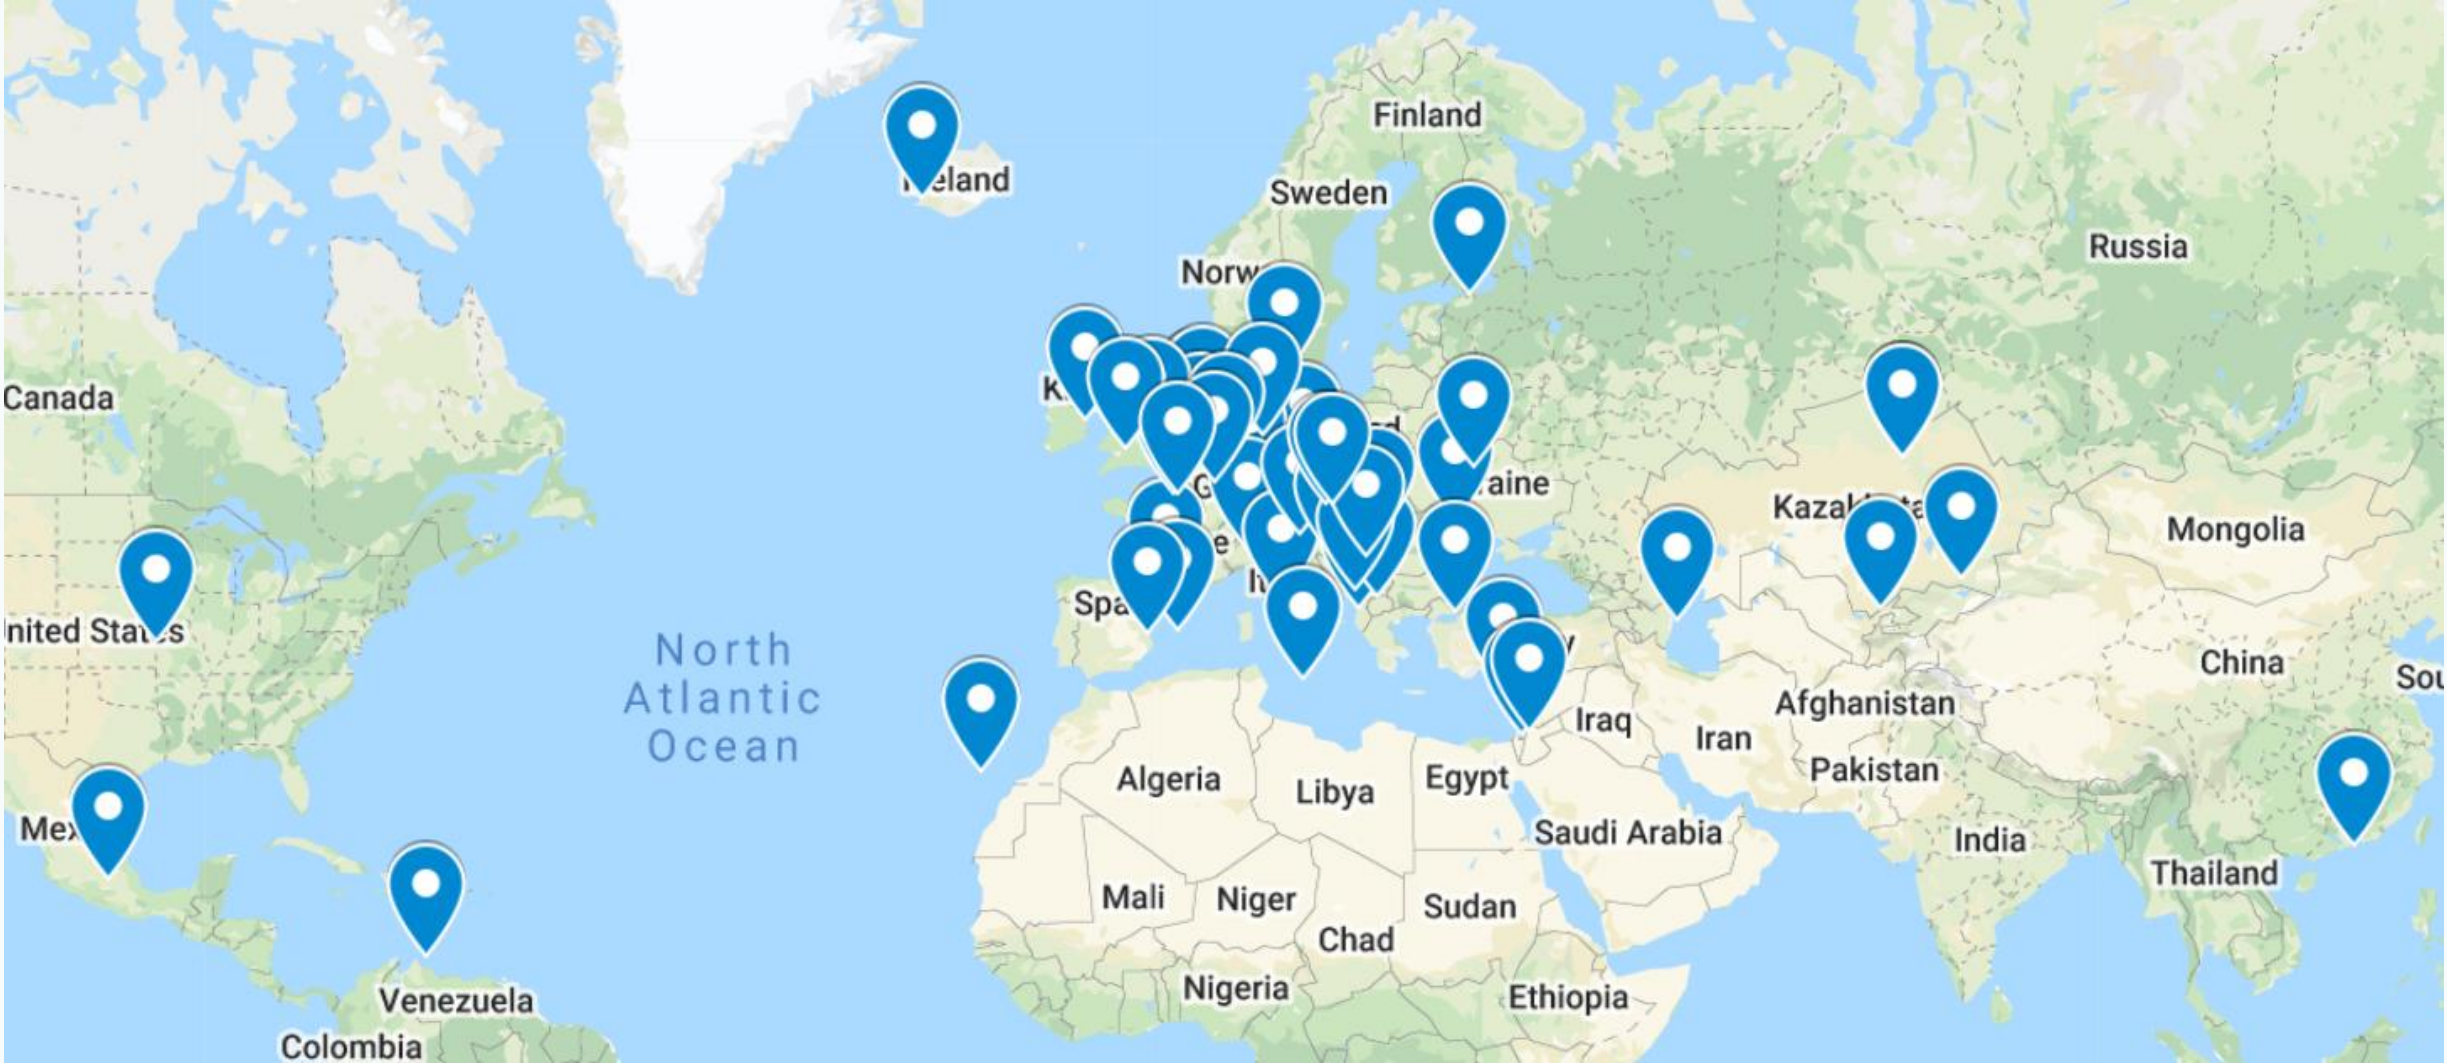 Finland
Sweden
Russia
Canada
Mongolia
North
Atlantic
Ocean
China
Afghanistan
Iraq
Iran
Pakistan
Algeria
Libya
Egypt
Saudi Arabia
India
Thailand
Mali
Niger
Sudan
Chad
Nigeria
Ethiopia
Venezuela
Colombia